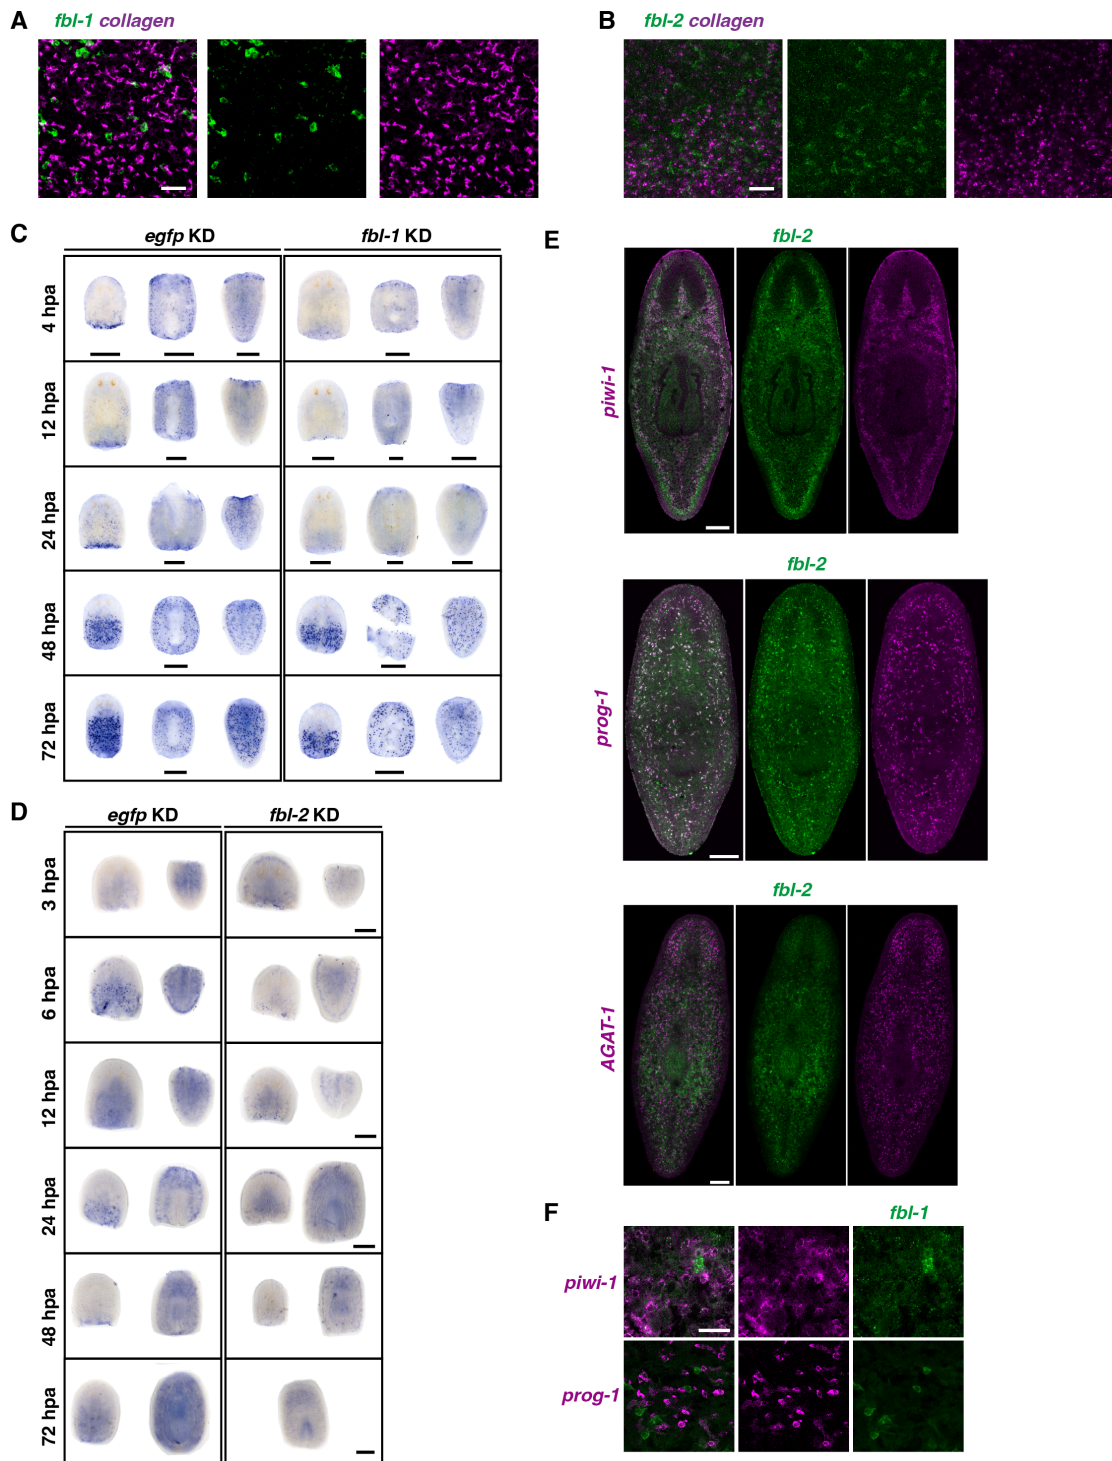 A
fbl-1 collagen
B
fbl-2 collagen
C
egfp KD
fbl-1 KD
4 hpa
12 hpa
24 hpa
48 hpa
72 hpa
D
egfp KD
fbl-2 KD
3 hpa
6 hpa
12 hpa
24 hpa
48 hpa
72 hpa
E
fbl-2
piwi-1
fbl-2
prog-1
fbl-2
AGAT-1
F
fbl-1
piwi-1
prog-1